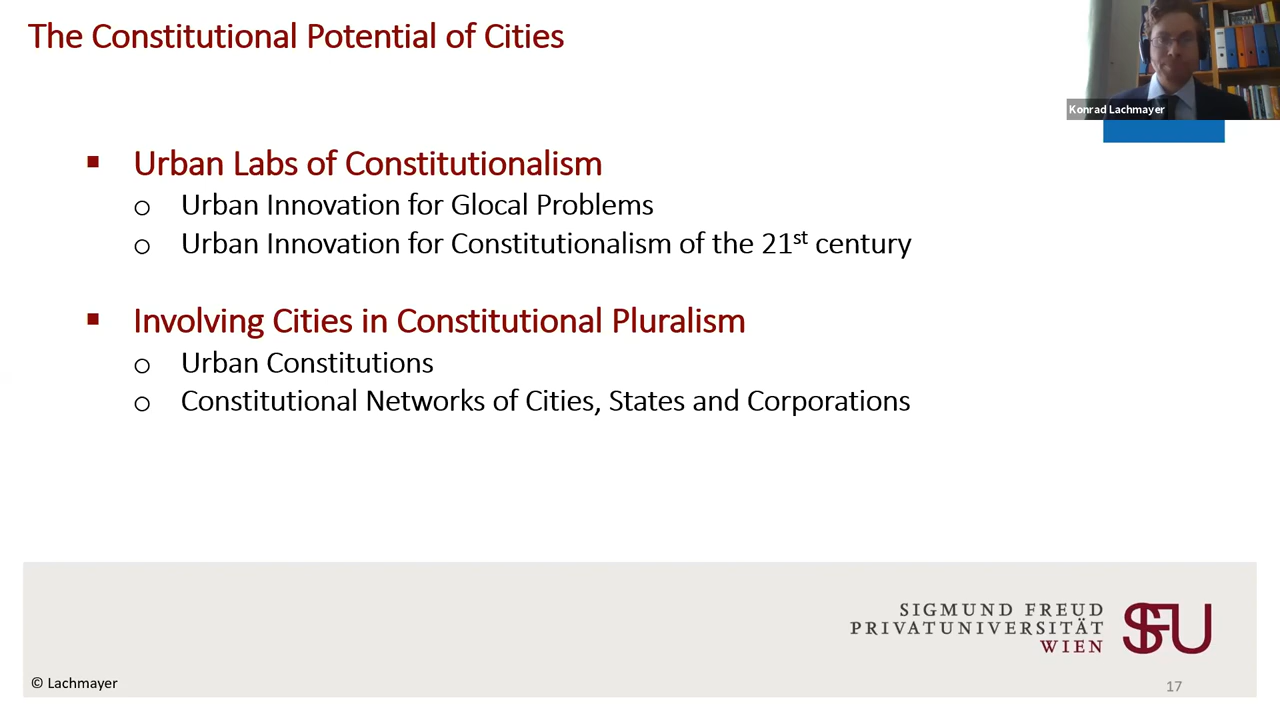 The Constitutional Potential of Cities
Konrad Lachmayer
Urban Labs of Constitutionalism
Urban Innovation for Glocal Problems
Urban Innovation for Constitutionalism of the 21st century
Involving Cities in Constitutional Pluralism
Urban Constitutions
Constitutional Networks of Cities, States and Corporations
SIGMUND FREUD
PRIVATUNIVERSITÄT
WIEN
SFU
© Lachmayer
17